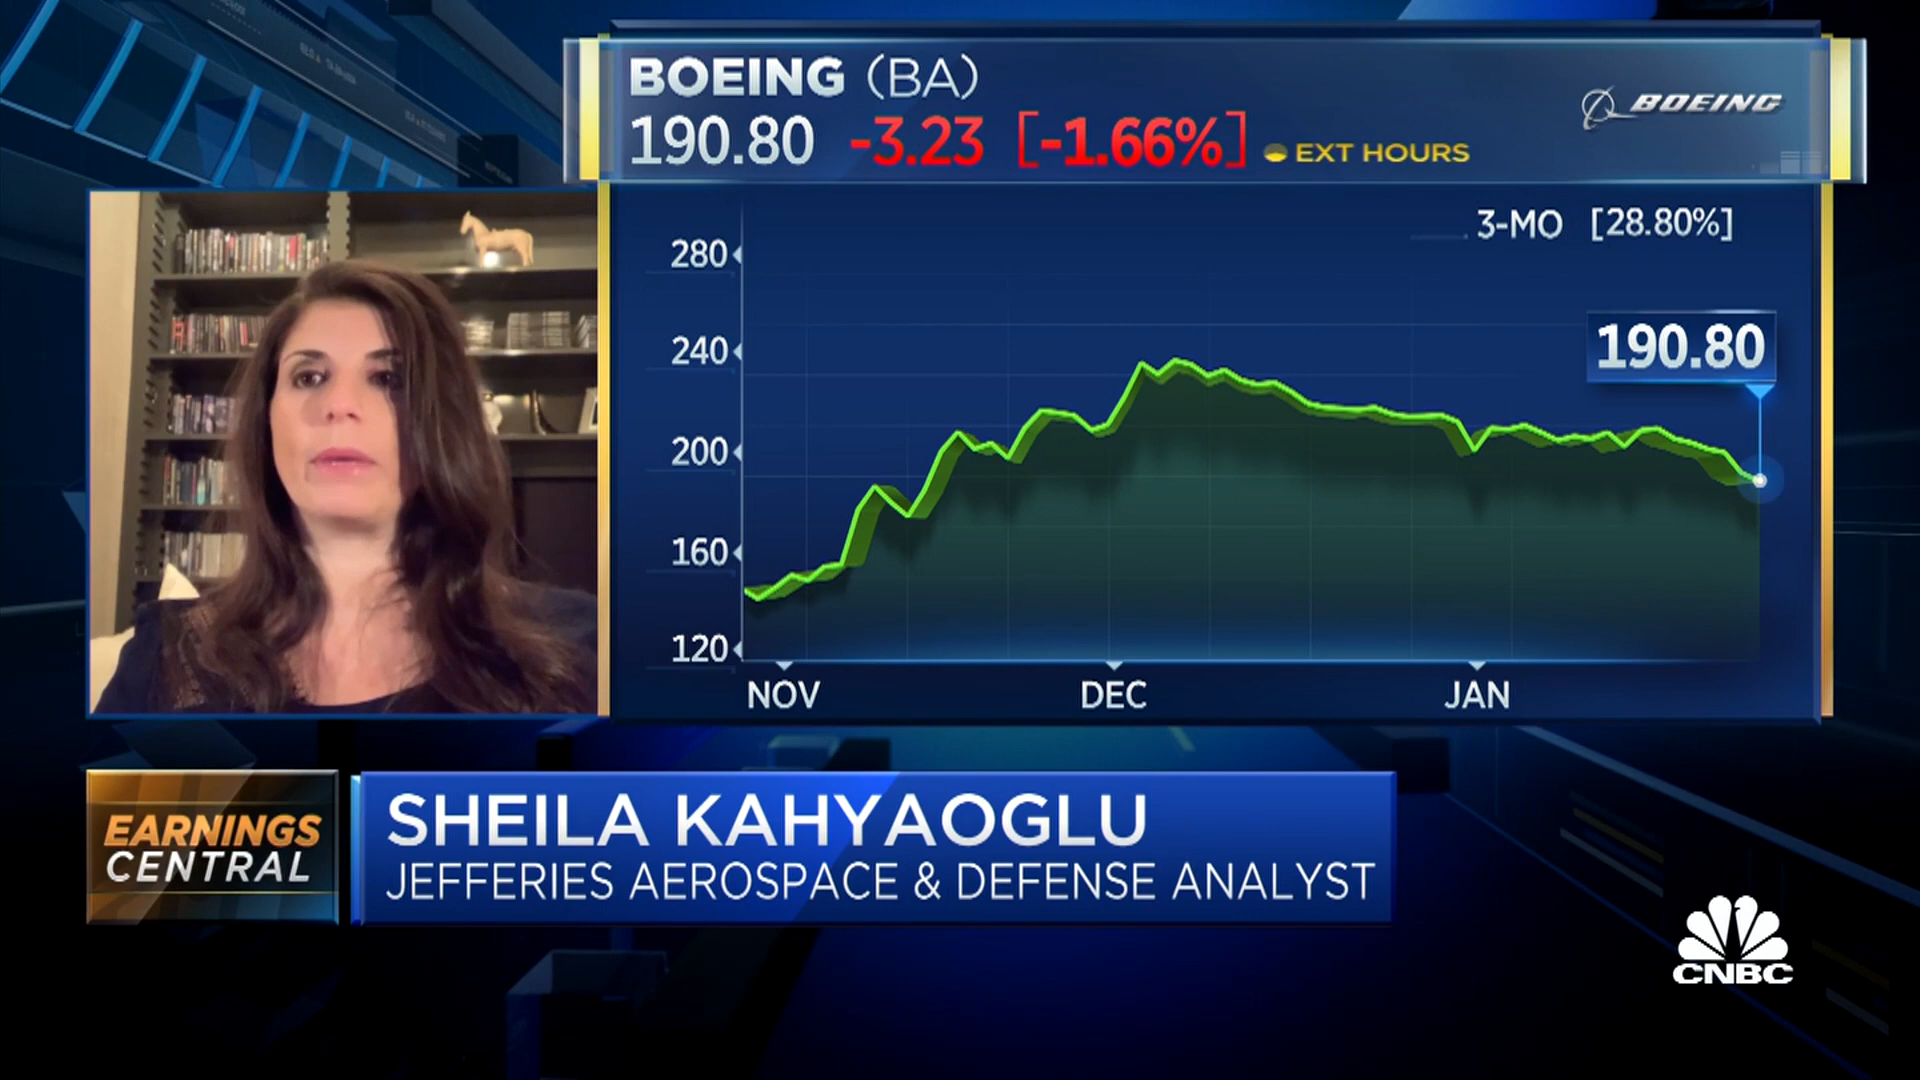 BOEING (BA)
190.80 -3.23 [-1.66%] EXT HOURS
BOEING
3-MO [28.80%]
280
240
200
160
120
190.80
NOV DEC JAN
EARNINGS
CENTRAL
SHEILA KAHYAOGLU
JEFFERIES AEROSPACE & DEFENSE ANALYST
CNBC